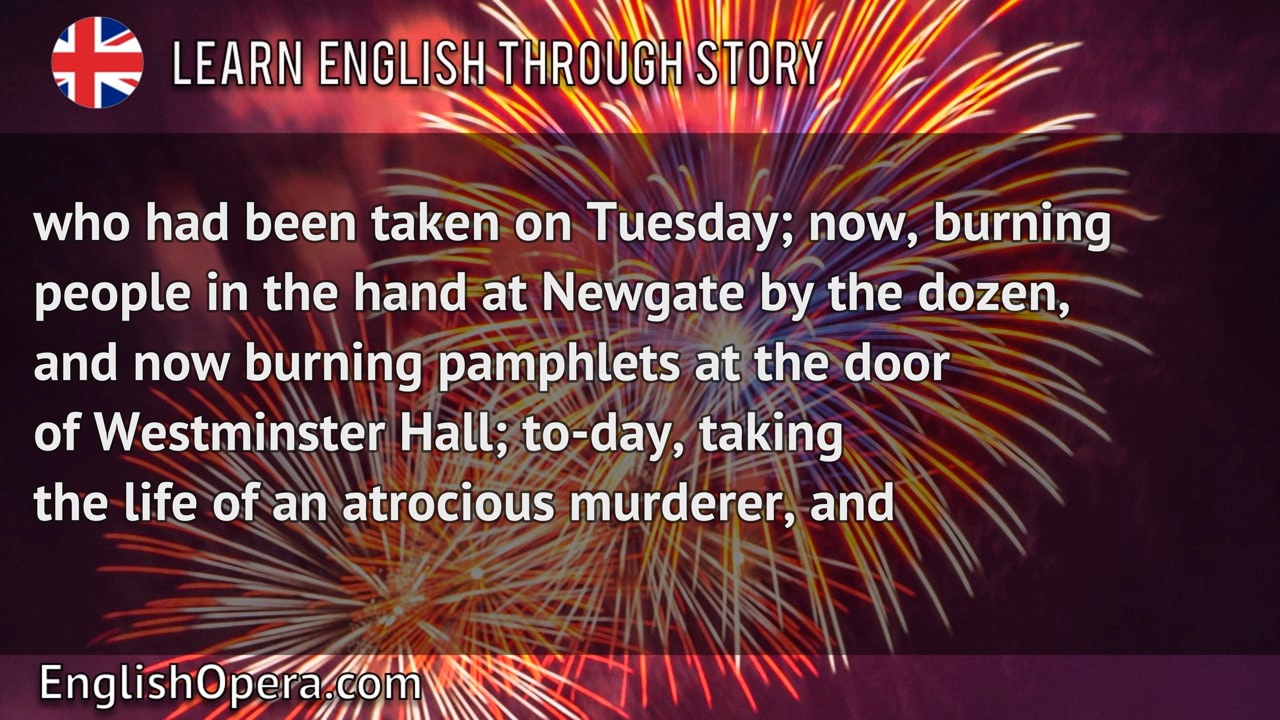 LEARN ENGLISH THROUGH STORY
who had been taken on Tuesday; now, burning
people in the hand at Newgate by the dozen,
and now burning pamphlets at the door
of Westminster Hall; to-day, taking
the life of an atrocious murderer, and
EnglishOpera.com